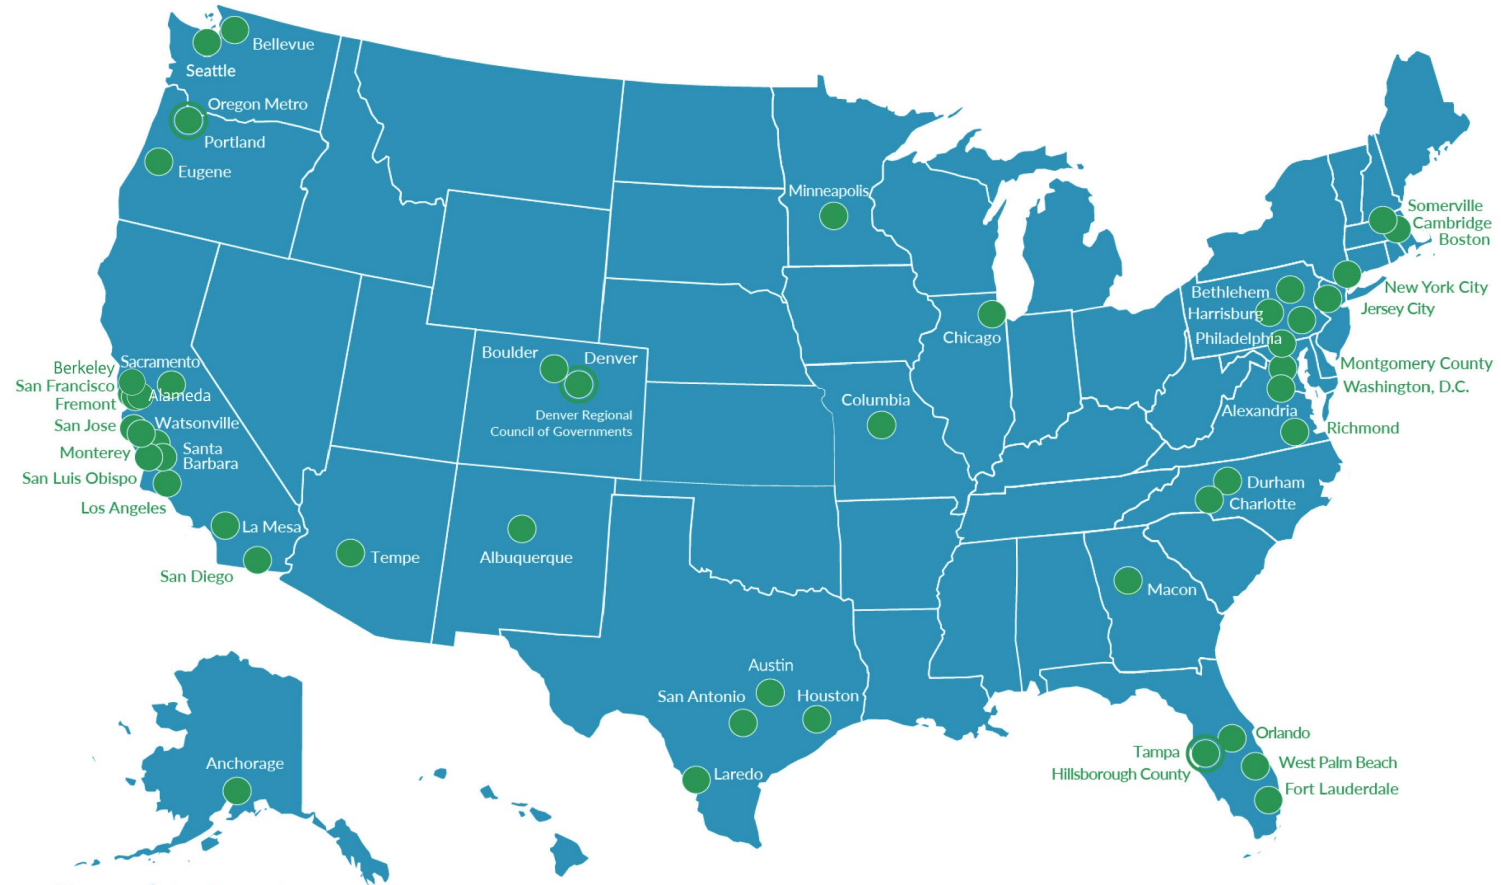 Bellevue
Seattle
Oregon Metro
Portland
Eugene
Minneapolis
Somerville
Cambridge
Boston
New York City
Bethlehem
Jersey City
Harrisburg
Philadelphia
Chicago
Boulder
Denver
Denver Regional
Council of Governments
Columbia
Montgomery County
Washington, D.C.
Alexandria
Richmond
Berkeley
Sacramento
San Francisco
Alameda
Fremont
San Jose
Watsonville
Monterey
Santa
Barbara
San Luis Obispo
Los Angeles
La Mesa
San Diego
Tempe
Albuquerque
Durham
Charlotte
Macon
Austin
San Antonio
Houston
Laredo
Orlando
Tampa
West Palm Beach
Hillsborough County
Fort Lauderdale
Anchorage